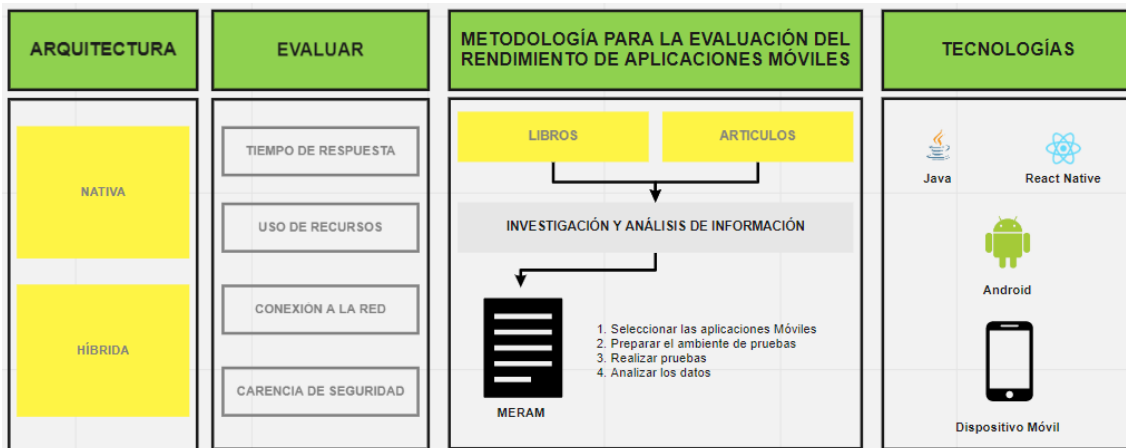 ARQUITECTURA
EVALUAR
METODOLOGÍA PARA LA EVALUACIÓN DEL
RENDIMIENTO DE APLICACIONES MÓVILES
TECNOLOGÍAS
NATIVA
HÍBRIDA
TIEMPO DE RESPUESTA
USO DE RECURSOS
CONEXIÓN A LA RED
CARENCIA DE SEGURIDAD
LIBROS
ARTICULOS
INVESTIGACIÓN Y ANÁLISIS DE INFORMACIÓN
1. Seleccionar las aplicaciones Móviles
2. Preparar el ambiente de pruebas
3. Realizar pruebas
4. Analizar los datos
MERAM
Java
React Native
Android
Dispositivo Móvil